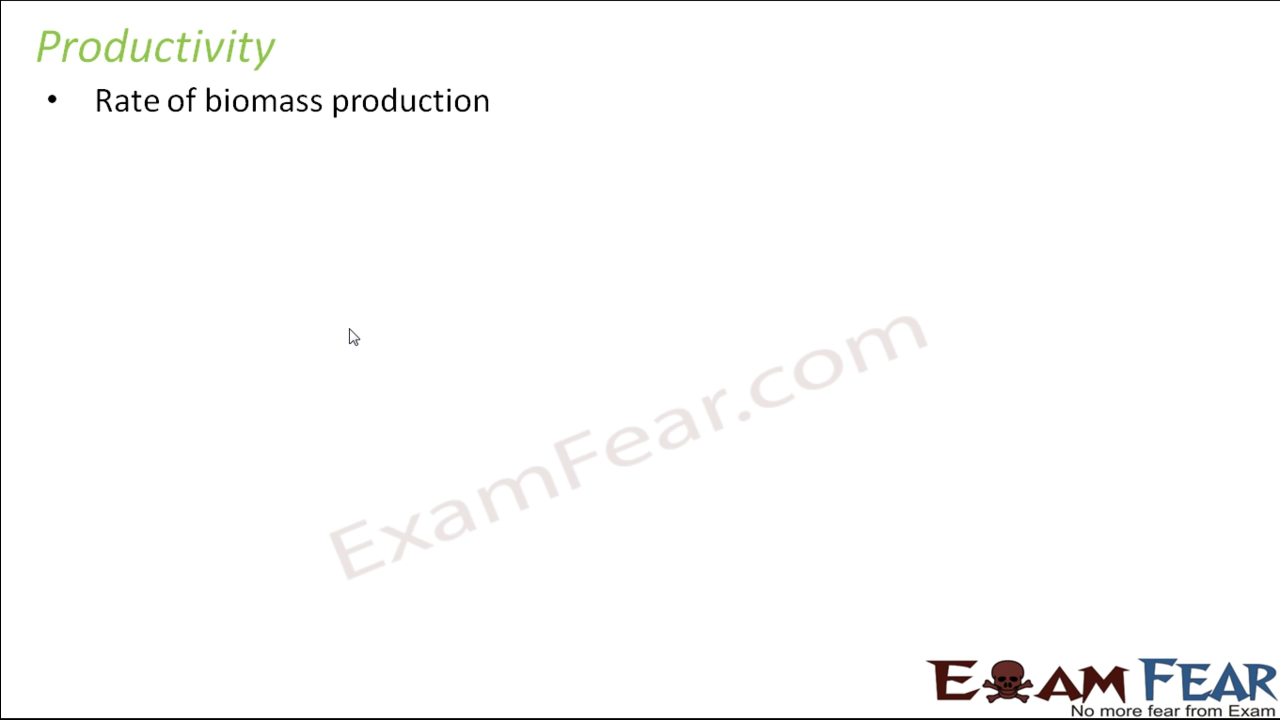 Productivity
• Rate of biomass production
ExamFear.com
EXAM FEAR
No more fear from Exam